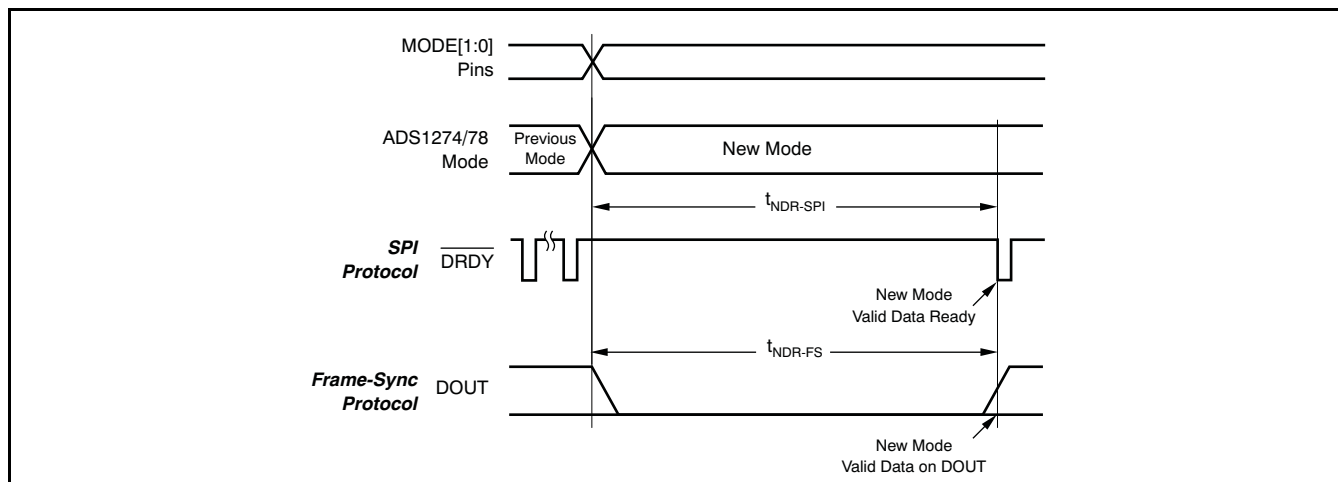 MODE[1:0]
Pins
ADS1274/78
Mode
Previous
Mode
New Mode
tNDR-SPI
SPI
Protocol
DRDY
New Mode
Valid Data Ready
tNDR-FS
Frame-Sync
Protocol
DOUT
New Mode
Valid Data on DOUT